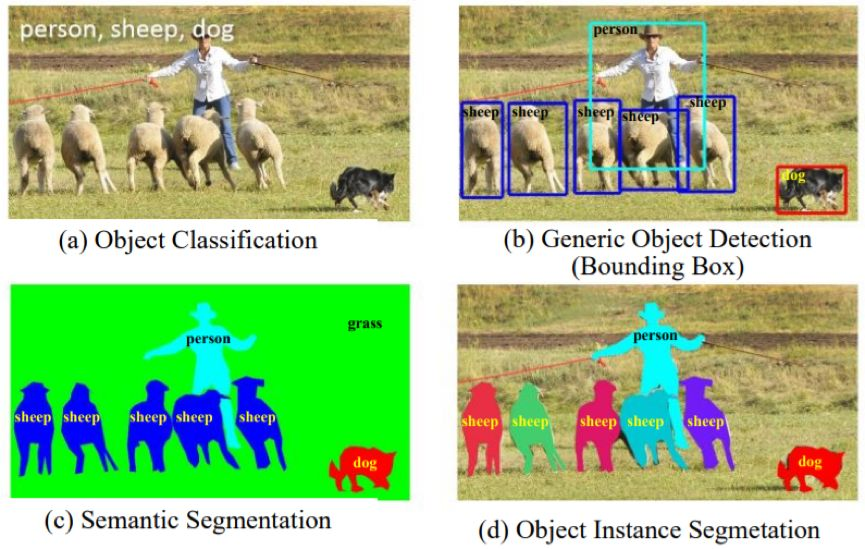 person, sheep, dog
(a) Object Classification
person
sheep
sheep
sheep
sheep
sheep
dog
(b) Generic Object Detection
(Bounding Box)
grass
person
sheep
sheep
sheep
sheep
sheep
dog
(c) Semantic Segmentation
person
sheep
sheep
sheep
sheep
sheep
dog
(d) Object Instance Segmetation